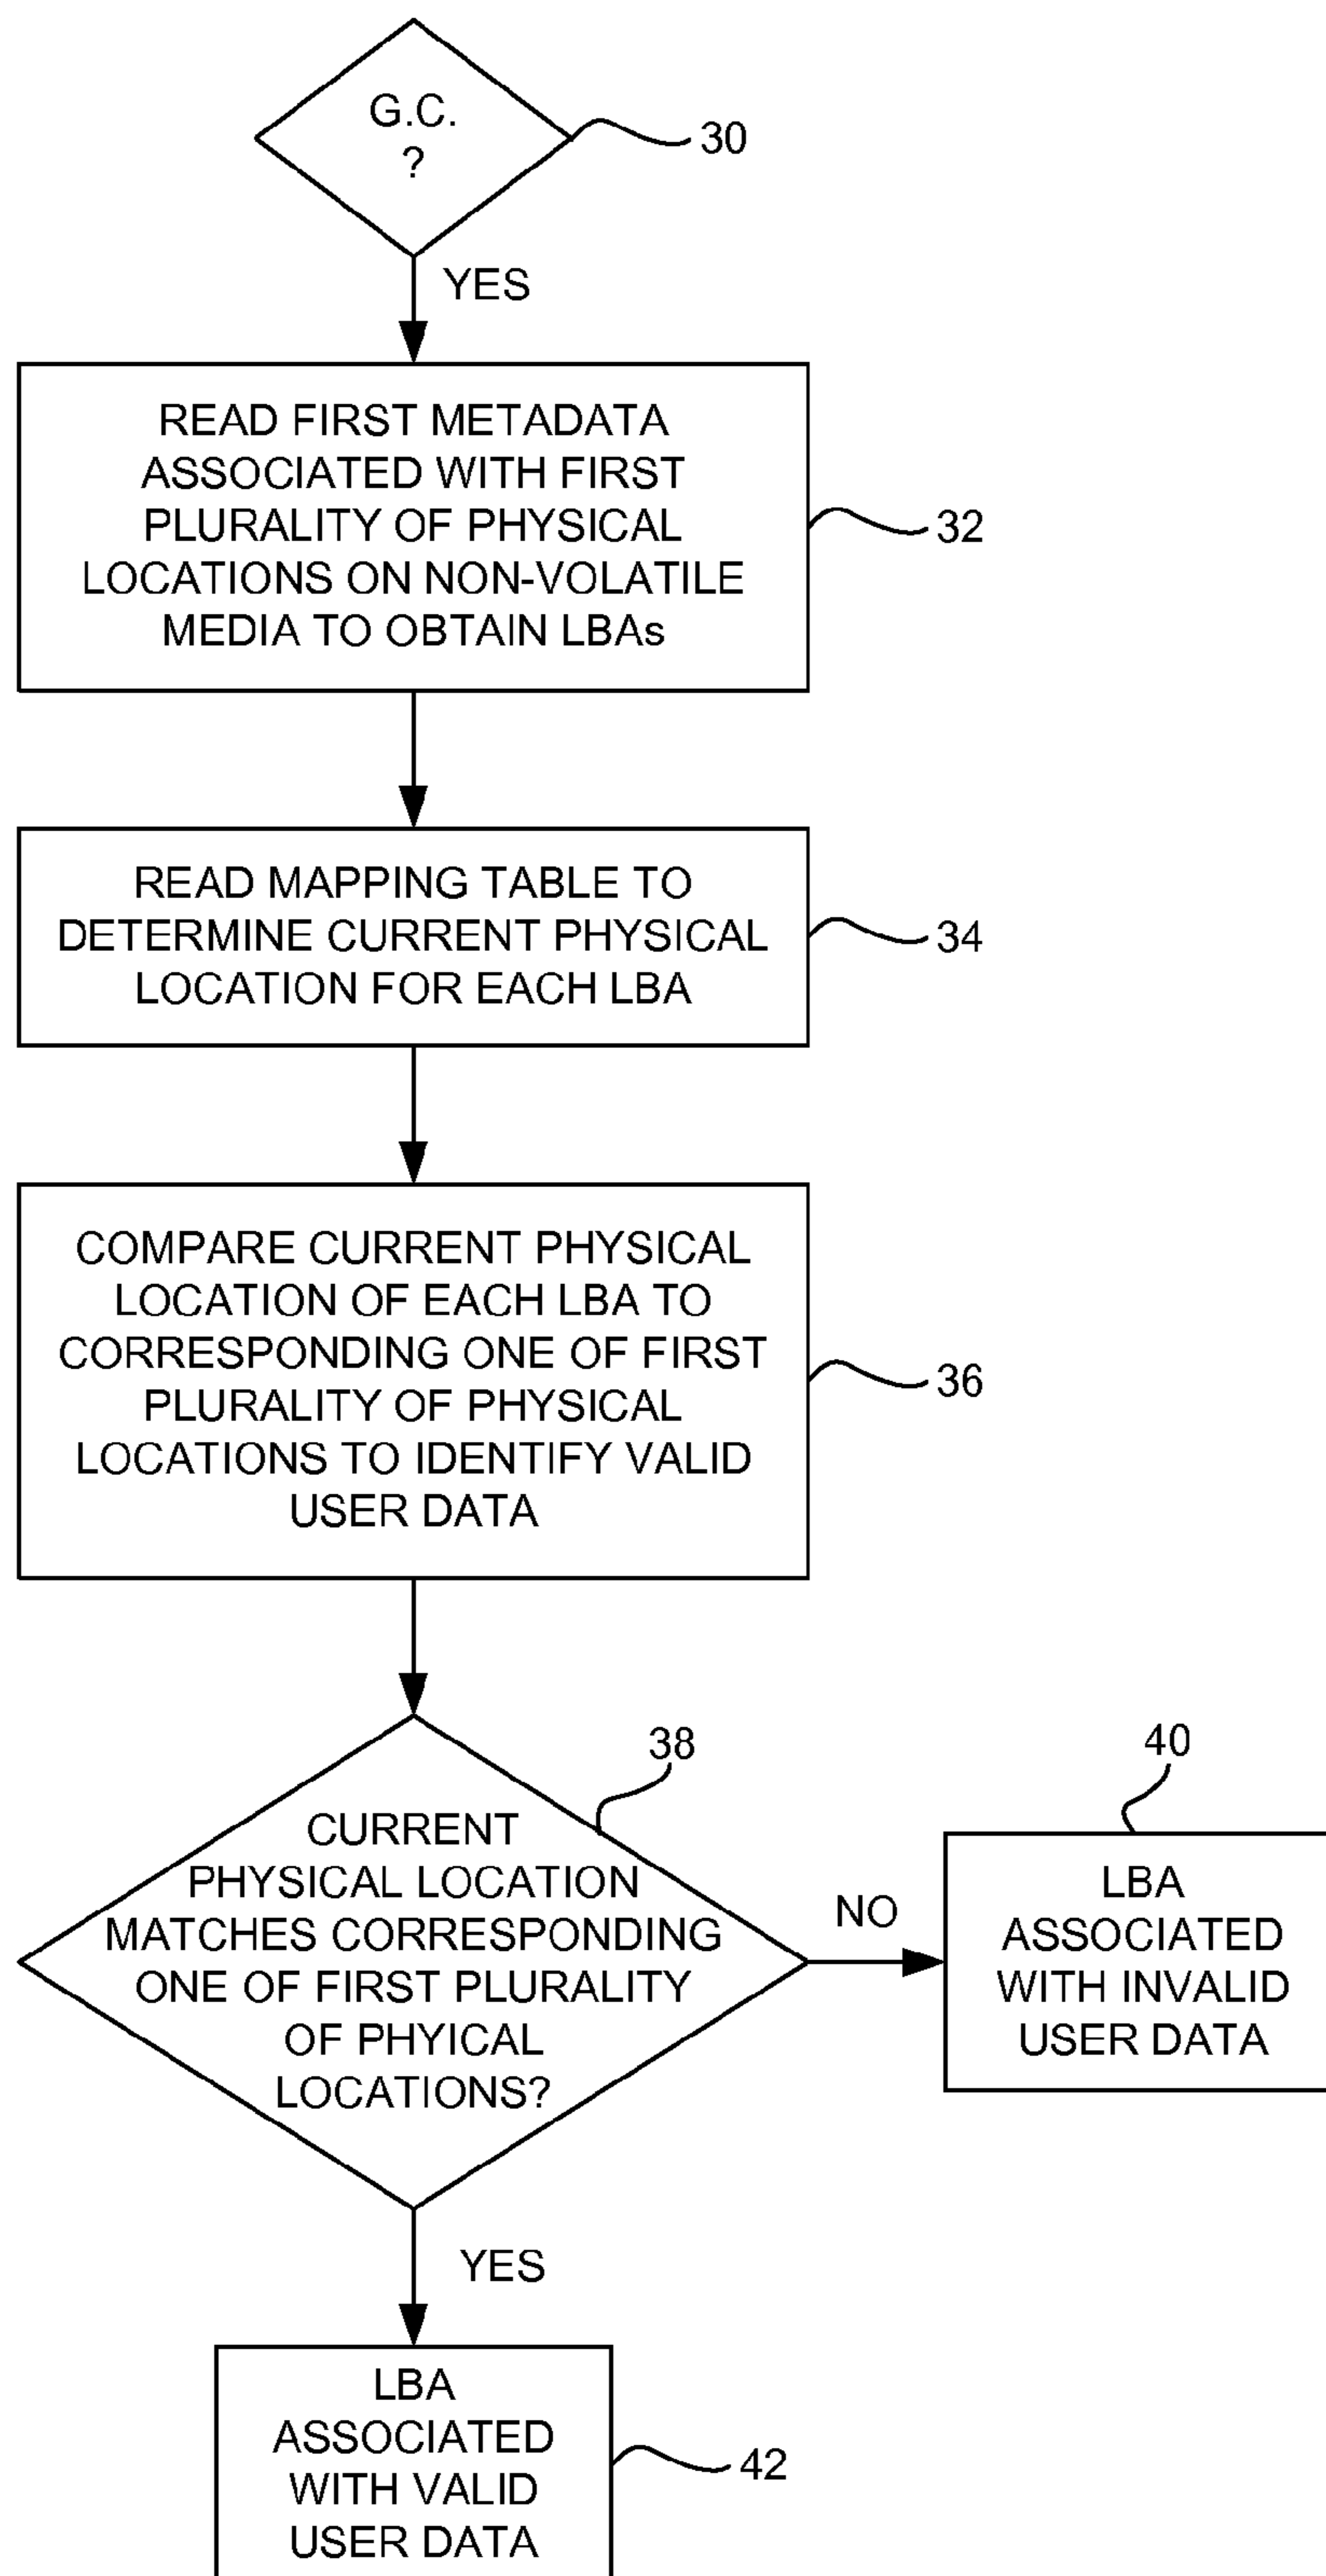 G.C.
?
30
YES
READ FIRST METADATA
ASSOCIATED WITH FIRST
PLURALITY OF PHYSICAL
LOCATIONS ON NON-VOLATILE
MEDIA TO OBTAIN LBAs
32
READ MAPPING TABLE TO
DETERMINE CURRENT PHYSICAL
LOCATION FOR EACH LBA
34
COMPARE CURRENT PHYSICAL
LOCATION OF EACH LBA TO
CORRESPONDING ONE OF FIRST
PLURALITY OF PHYSICAL
LOCATIONS TO IDENTIFY VALID
USER DATA
36
38
CURRENT
PHYSICAL LOCATION
MATCHES CORRESPONDING
ONE OF FIRST PLURALITY
OF PHYICAL
LOCATIONS?
NO
40
LBA
ASSOCIATED
WITH INVALID
USER DATA
YES
LBA
ASSOCIATED
WITH VALID
USER DATA
42